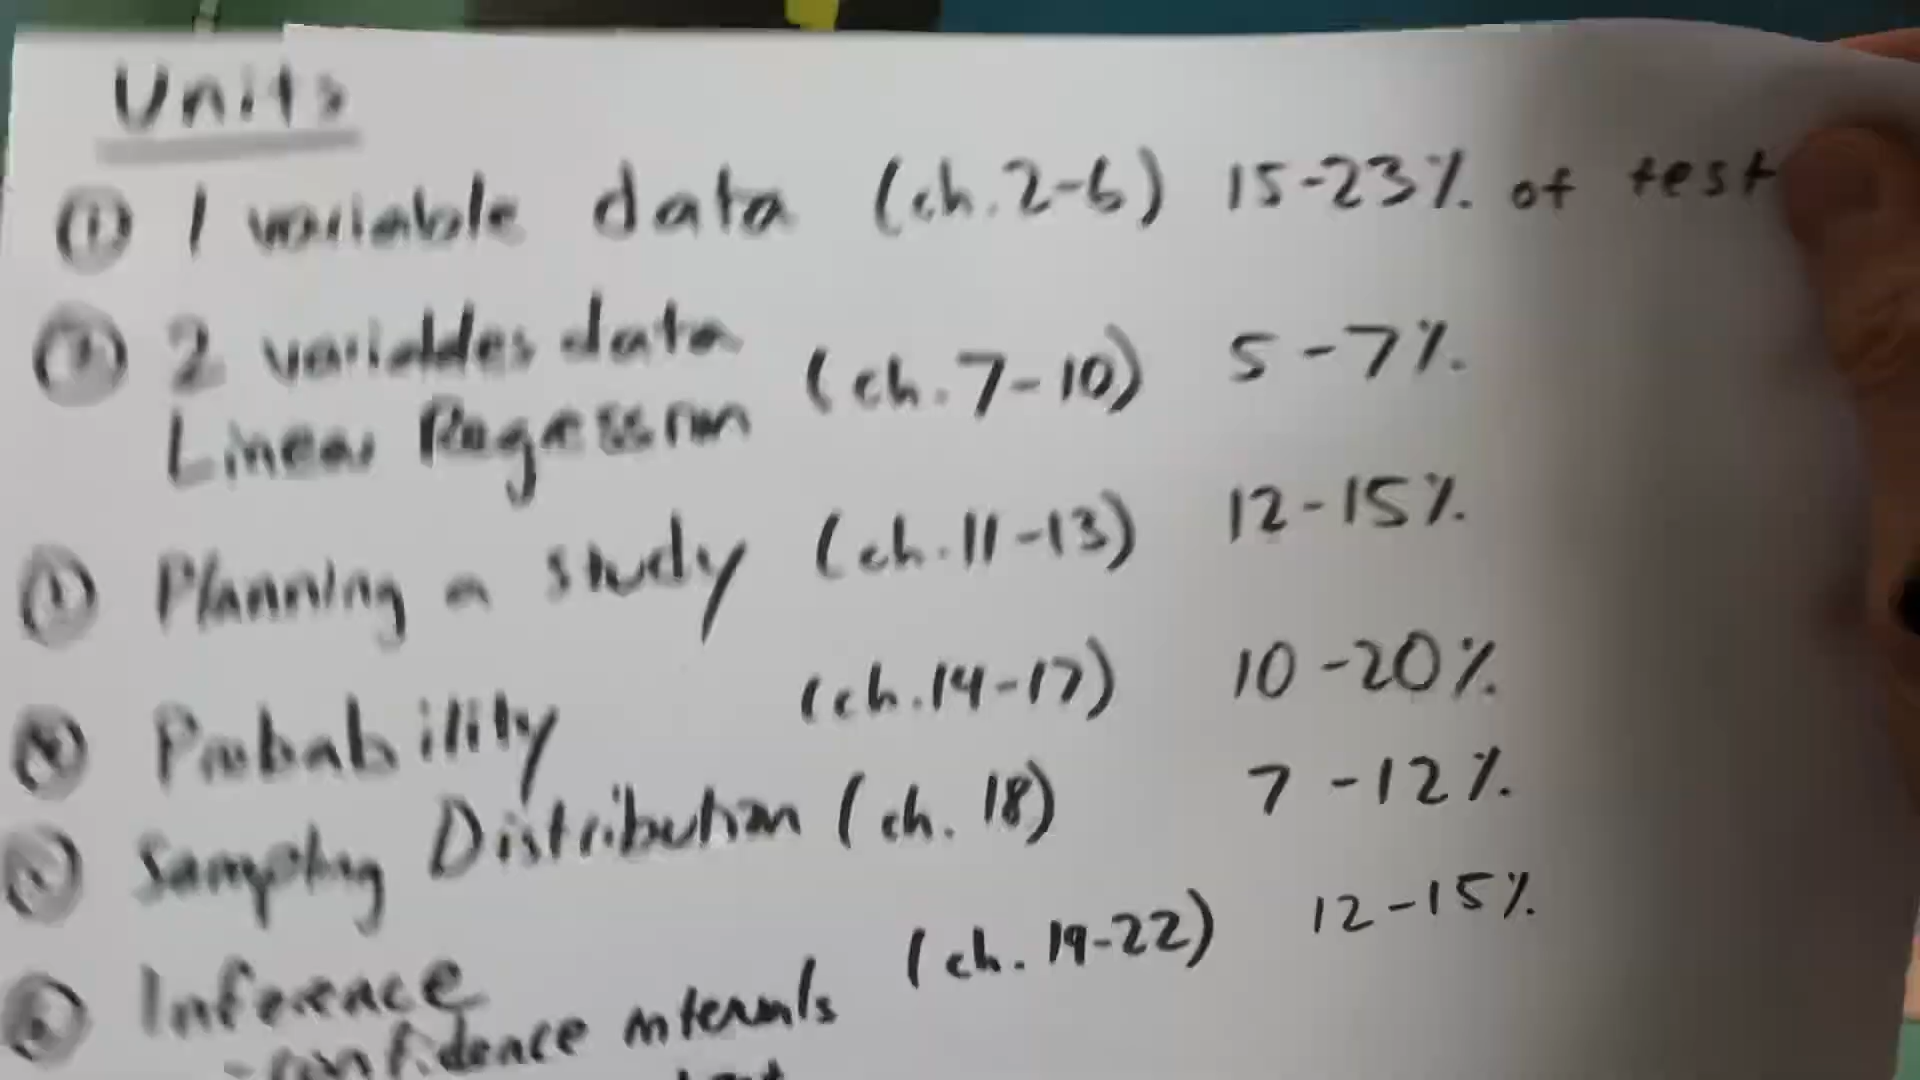 Units
① 1 variable data (ch. 2-6) 15-23% of test
② 2 variables data (ch. 7-10) 5-7%
Linear Regression
③ Planning a study (ch. 11-13) 12-15%
④ Probability (ch. 14-17) 10-20%
⑤ Sampling Distribution (ch. 18) 7-12%
⑥ Inference (ch. 19-22) 12-15%
- confidence intervals